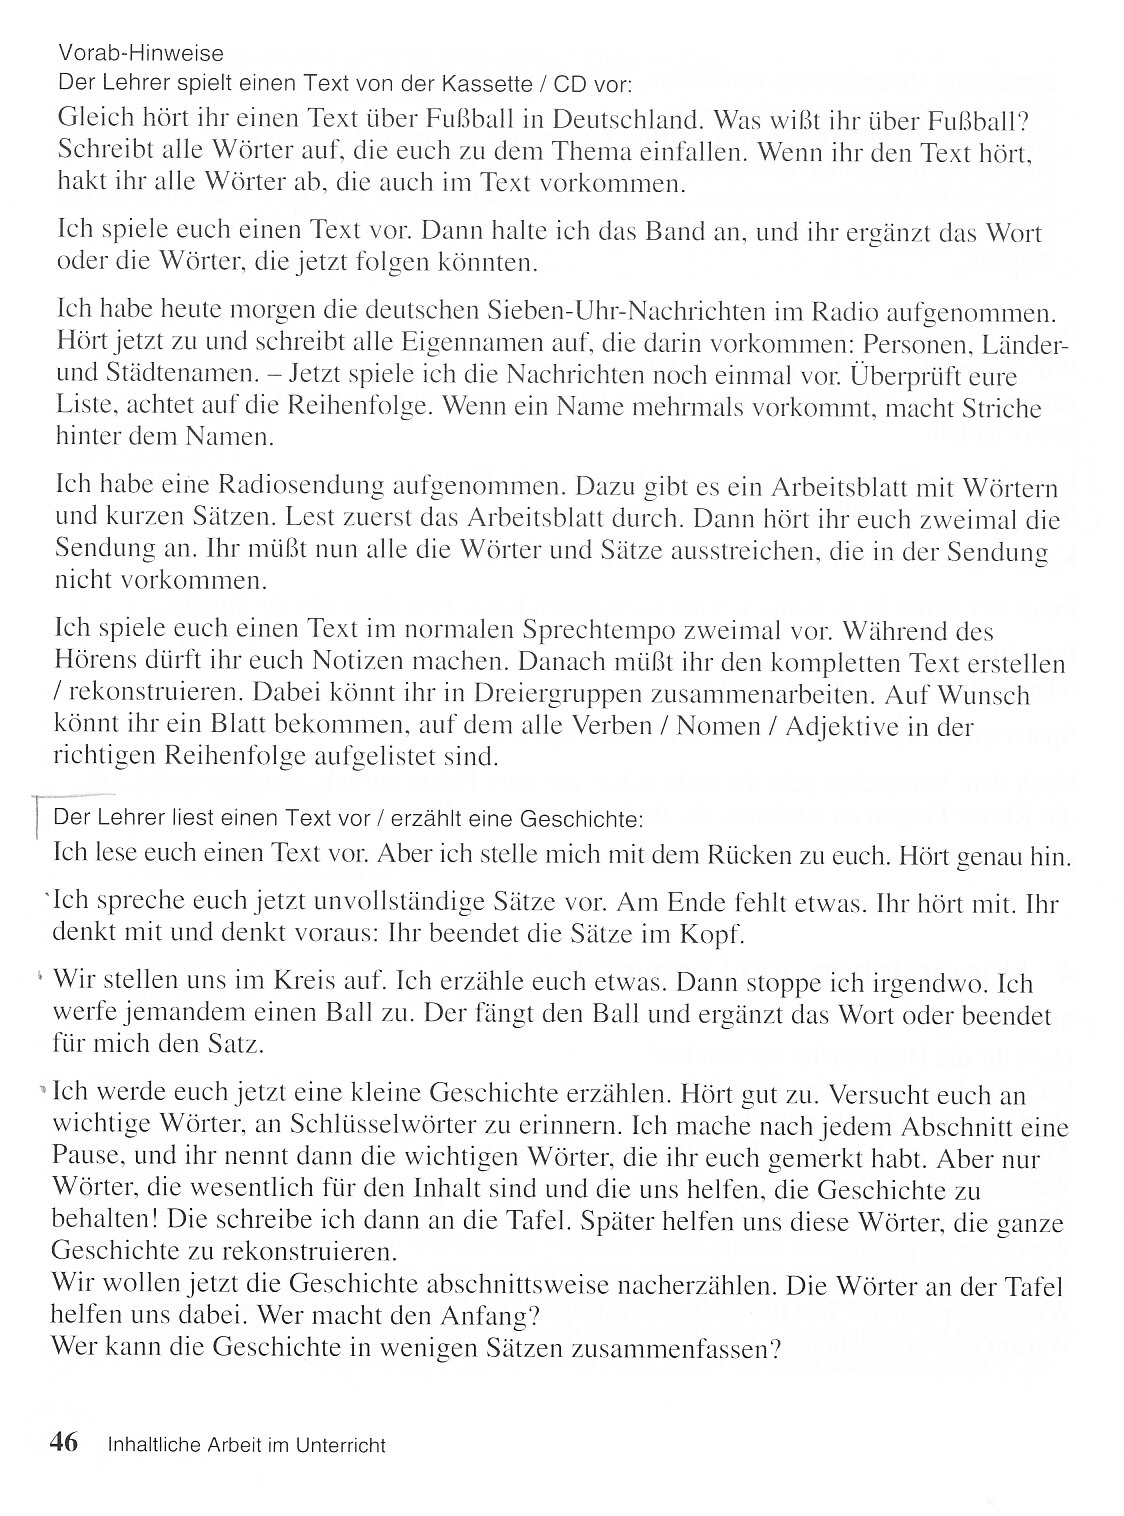 Vorab-Hinweise
Der Lehrer spielt einen Text von der Kassette / CD vor:
Gleich hört ihr einen Text über Fußball in Deutschland. Was wißt ihr über Fußball?
Schreibt alle Wörter auf, die euch zu dem Thema einfallen. Wenn ihr den Text hört,
hakt ihr alle Wörter ab, die auch im Text vorkommen.
Ich spiele euch einen Text vor. Dann halte ich das Band an, und ihr ergänzt das Wort
oder die Wörter, die jetzt folgen könnten.
Ich habe heute morgen die deutschen Sieben-Uhr-Nachrichten im Radio aufgenommen.
Hört jetzt zu und schreibt alle Eigennamen auf, die darin vorkommen: Personen, Länder-
und Städtenamen. – Jetzt spiele ich die Nachrichten noch einmal vor. Überprüft eure
Liste, achtet auf die Reihenfolge. Wenn ein Name mehrmals vorkommt, macht Striche
hinter dem Namen.
Ich habe eine Radiosendung aufgenommen. Dazu gibt es ein Arbeitsblatt mit Wörtern
und kurzen Sätzen. Lest zuerst das Arbeitsblatt durch. Dann hört ihr euch zweimal die
Sendung an. Ihr müßt nun alle die Wörter und Sätze ausstreichen, die in der Sendung
nicht vorkommen.
Ich spiele euch einen Text im normalen Sprechtempo zweimal vor. Während des
Hörens dürft ihr euch Notizen machen. Danach müßt ihr den kompletten Text erstellen
/ rekonstruieren. Dabei könnt ihr in Dreiergruppen zusammenarbeiten. Auf Wunsch
könnt ihr ein Blatt bekommen, auf dem alle Verben / Nomen / Adjektive in der
richtigen Reihenfolge aufgelistet sind.
Der Lehrer liest einen Text vor / erzählt eine Geschichte:
Ich lese euch einen Text vor. Aber ich stelle mich mit dem Rücken zu euch. Hört genau hin.
Ich spreche euch jetzt unvollständige Sätze vor. Am Ende fehlt etwas. Ihr hört mit. Ihr
denkt mit und denkt voraus: Ihr beendet die Sätze im Kopf.
Wir stellen uns im Kreis auf. Ich erzähle euch etwas. Dann stoppe ich irgendwo. Ich
werfe jemandem einen Ball zu. Der fängt den Ball und ergänzt das Wort oder beendet
für mich den Satz.
Ich werde euch jetzt eine kleine Geschichte erzählen. Hört gut zu. Versucht euch an
wichtige Wörter, an Schlüsselwörter zu erinnern. Ich mache nach jedem Abschnitt eine
Pause, und ihr nennt dann die wichtigen Wörter, die ihr euch gemerkt habt. Aber nur
Wörter, die wesentlich für den Inhalt sind und die uns helfen, die Geschichte zu
behalten! Die schreibe ich dann an die Tafel. Später helfen uns diese Wörter, die ganze
Geschichte zu rekonstruieren.
Wir wollen jetzt die Geschichte abschnittsweise nacherzählen. Die Wörter an der Tafel
helfen uns dabei. Wer macht den Anfang?
Wer kann die Geschichte in wenigen Sätzen zusammenfassen?
46 Inhaltliche Arbeit im Unterricht